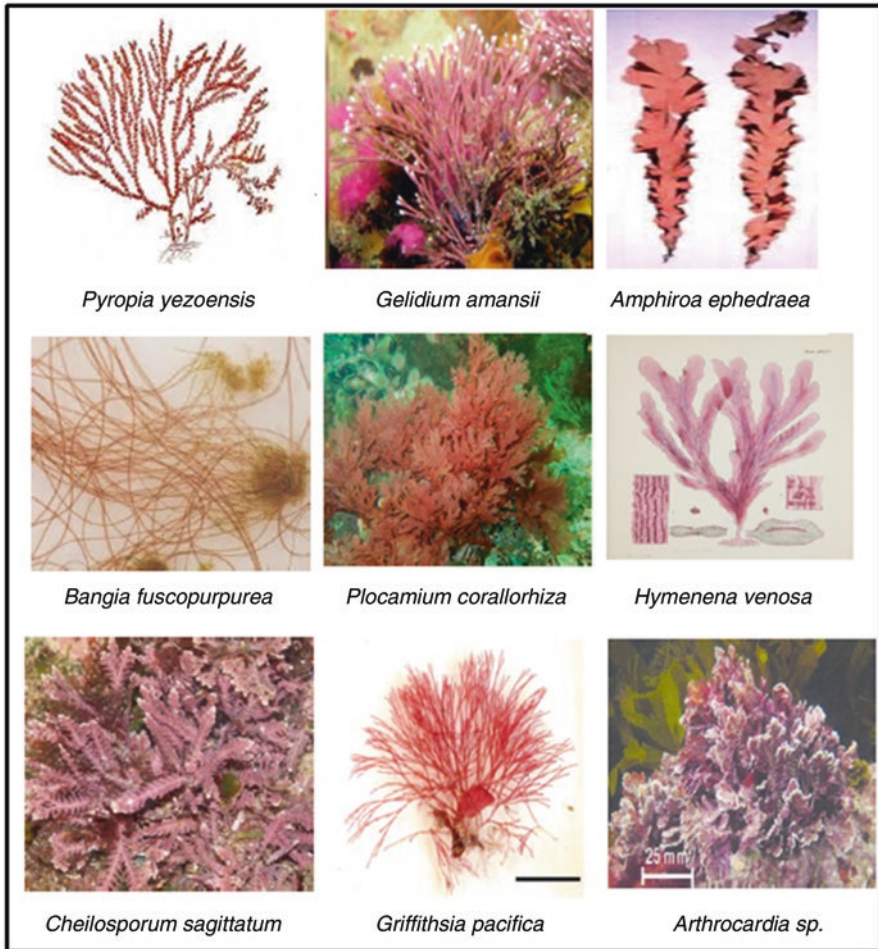 Pyropia yezoensis
Gelidium amansii
Amphiroa ephedraea
Bangia fuscopurpurea
Plocamium corallorhiza
Hymenena venosa
Cheilosporum sagittatum
25 mm
Griffithsia pacifica
Arthrocardia sp.